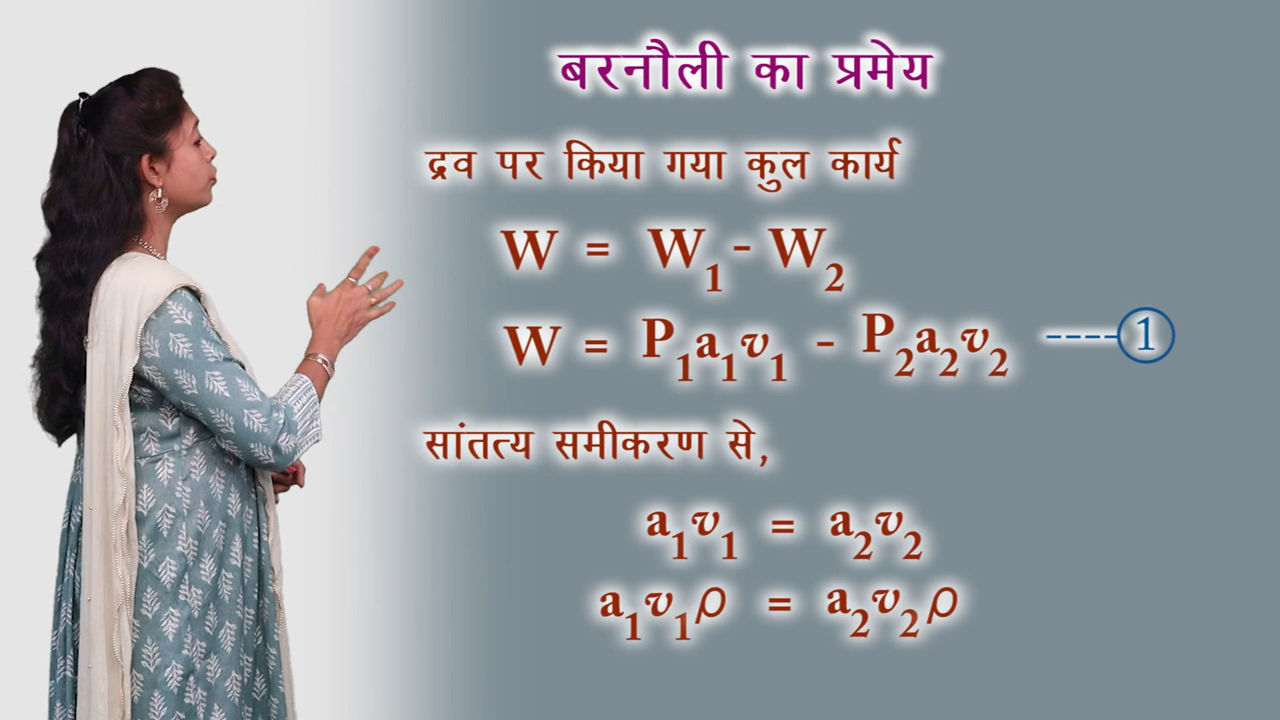 बरनौली का प्रमेय
द्रव पर किया गया कुल कार्य
W = W₁ - W₂
W = P₁a₁v₁ - P₂a₂v₂ ----①
सांतत्य समीकरण से,
a₁v₁ = a₂v₂
a₁v₁ρ = a₂v₂ρ